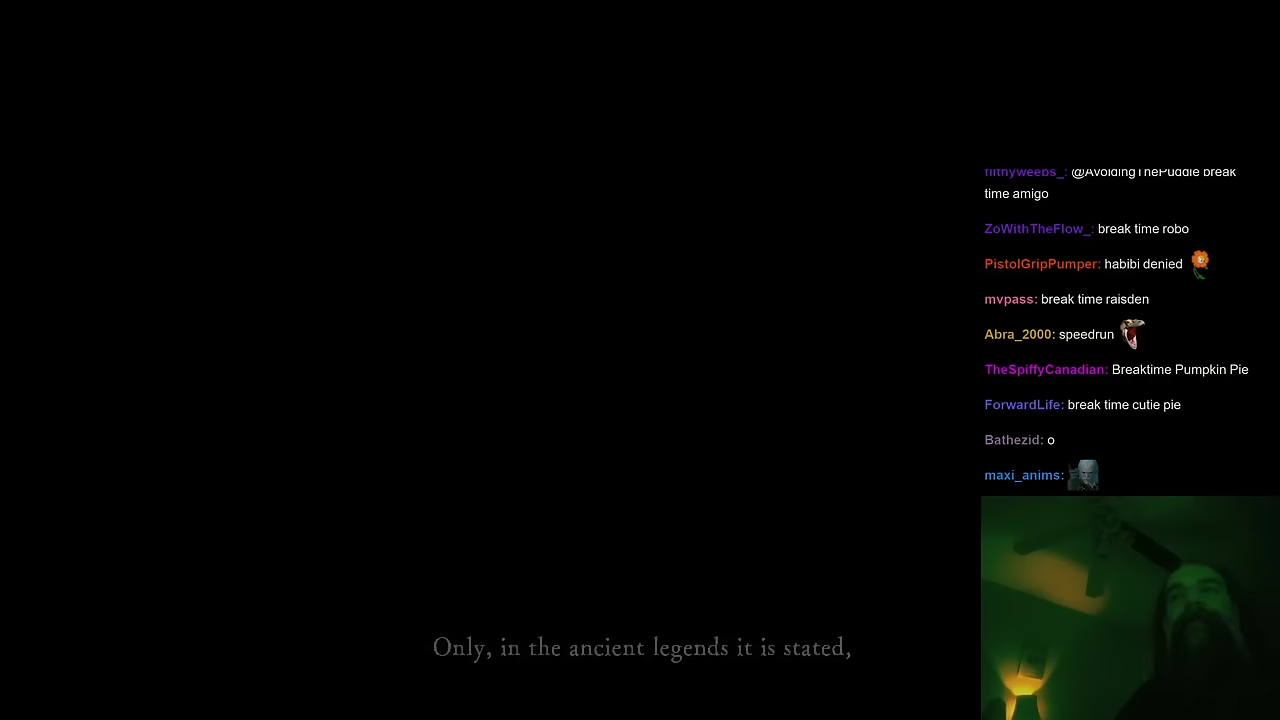 filthyweebs_: @AvoidingThePuddle break
time amigo
ZoWithTheFlow_: break time robo
PistolGripPumper: habibi denied
mvpass: break time raisden
Abra_2000: speedrun
TheSpiffyCanadian: Breaktime Pumpkin Pie
ForwardLife: break time cutie pie
Bathezid: o
maxi_anims:
Only, in the ancient legends it is stated,